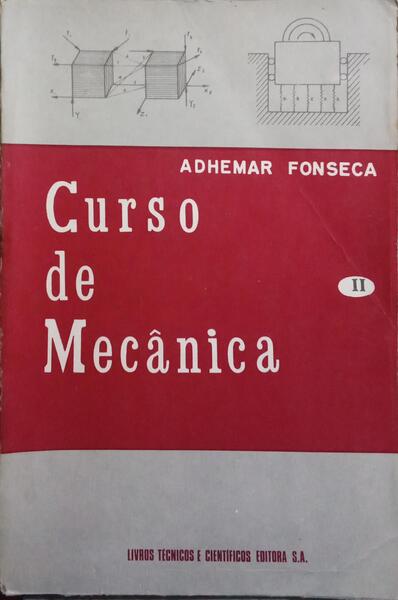 ADHEMAR FONSECA
Curso
de
II
Mecânica
LIVROS TÉCNICOS E CIENTÍFICOS EDITORA S.A.